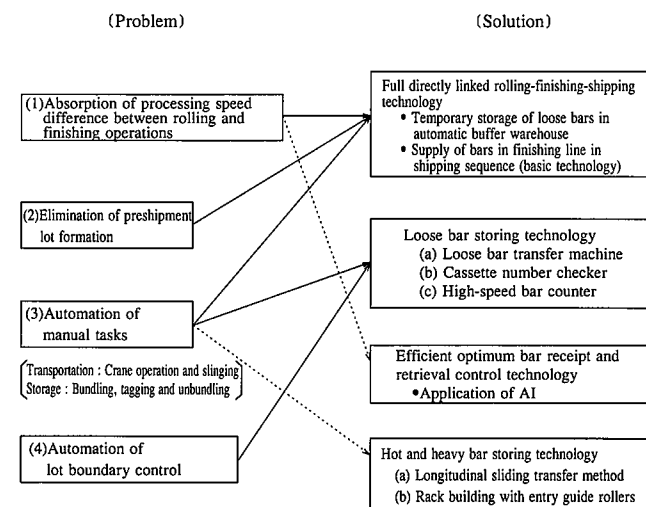 (Problem)
(Solution)
(1)Absorption of processing speed
difference between rolling and
finishing operations
(2)Elimination of preshipment
lot formation
(3)Automation of
manual tasks
Transportation : Crane operation and slinging
Storage : Bundling, tagging and unbundling
(4)Automation of
lot boundary control
Full directly linked rolling-finishing-shipping
technology
• Temporary storage of loose bars in
automatic buffer warehouse
• Supply of bars in finishing line in
shipping sequence (basic technology)
Loose bar storing technology
(a) Loose bar transfer machine
(b) Cassette number checker
(c) High-speed bar counter
Efficient optimum bar receipt and
retrieval control technology
•Application of AI
Hot and heavy bar storing technology
(a) Longitudinal sliding transfer method
(b) Rack building with entry guide rollers